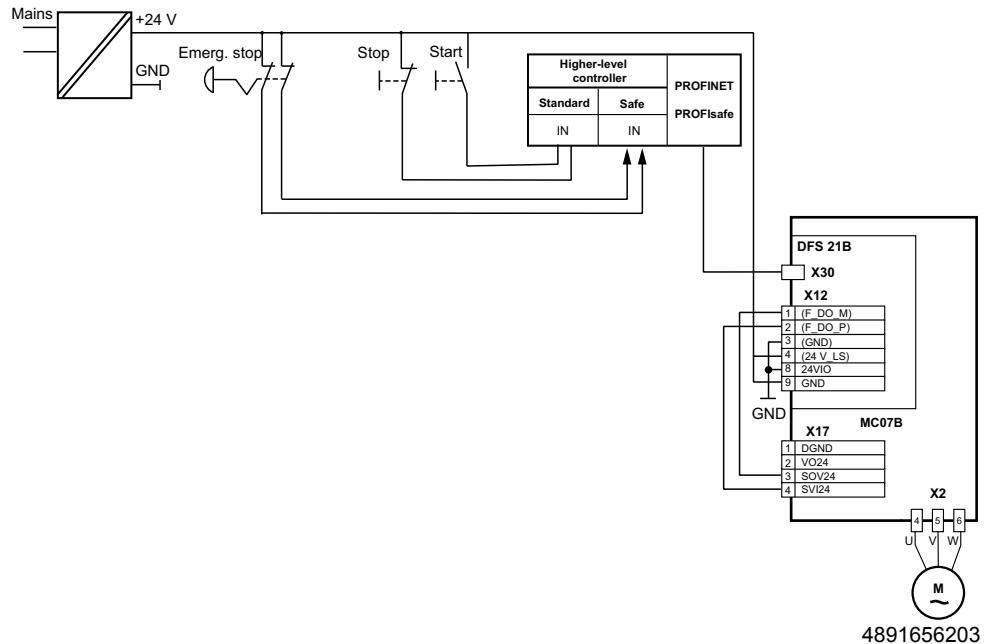 Mains
+24 V
GND
Emerg. stop
Stop
Start
Higher-level
controller
Standard
Safe
IN
IN
PROFINET
PROFIsafe
DFS 21B
X30
X12
1 (F_DO_M)
2 (F_DO_P)
3 (GND)
4 (24 V_LS)
8 24VIO
9 GND
GND
MC07B
X17
1 DGND
2 VO24
3 SOV24
4 SVI24
X2
4 5 6
U V W
M
~
4891656203